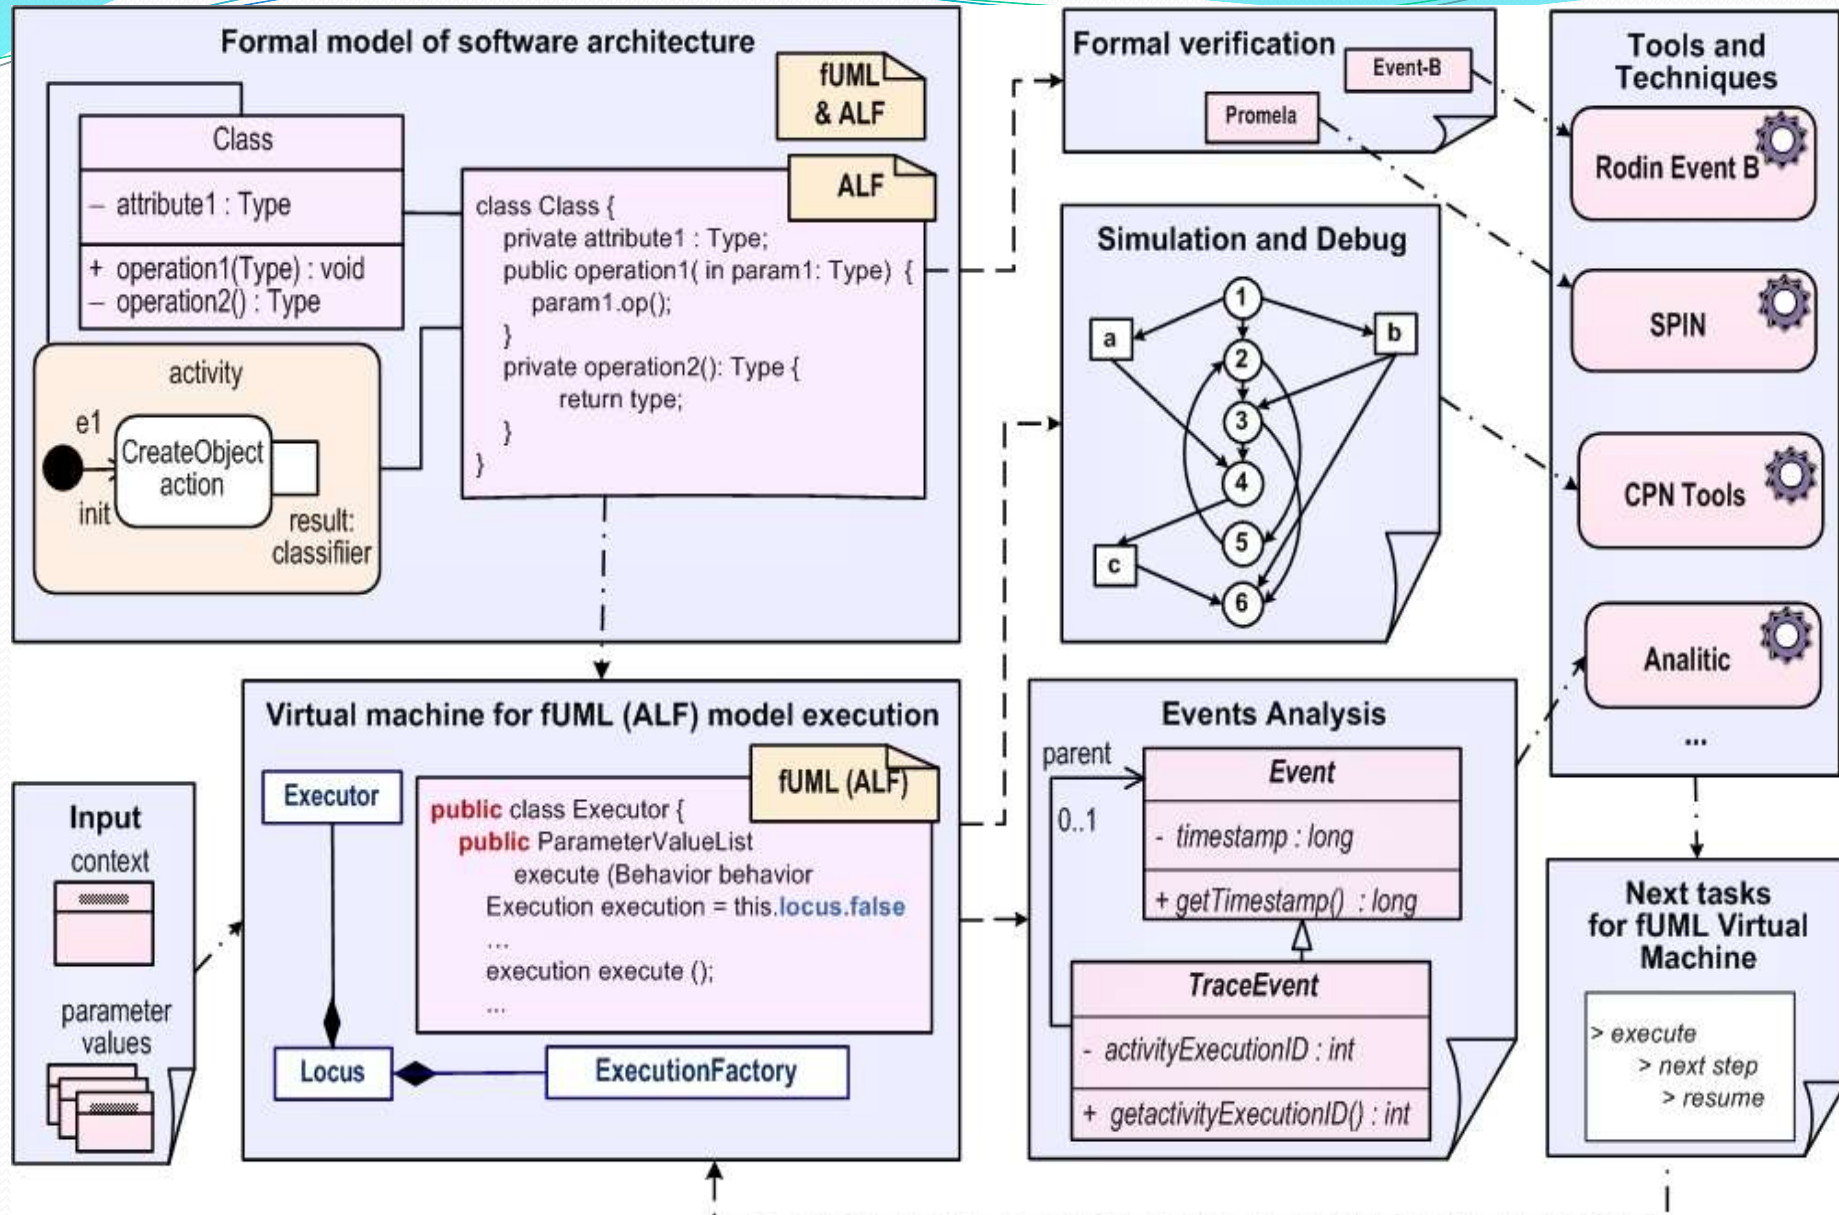 Formal model of software architecture
fUML
& ALF
Class
– attribute1 : Type
+ operation1(Type) : void
– operation2() : Type
ALF
class Class {
private attribute1 : Type;
public operation1( in param1: Type) {
param1.op();
}
private operation2(): Type {
return type;
}
}
activity
e1
CreateObject
action
init
result:
classifiier
Formal verification
Event-B
Promela
Simulation and Debug
1
a
b
2
3
4
5
c
6
Tools and
Techniques
Rodin Event B
SPIN
CPN Tools
Analitic
...
Input
context
parameter
values
Virtual machine for fUML (ALF) model execution
Executor
fUML (ALF)
public class Executor {
public ParameterValueList
execute (Behavior behavior
Execution execution = this.locus.false
...
execution execute ();
...
Locus
ExecutionFactory
Events Analysis
parent
0..1
Event
- timestamp : long
+ getTimestamp() : long
TraceEvent
- activityExecutionID : int
+ getactivityExecutionID() : int
Next tasks
for fUML Virtual
Machine
> execute
> next step
> resume